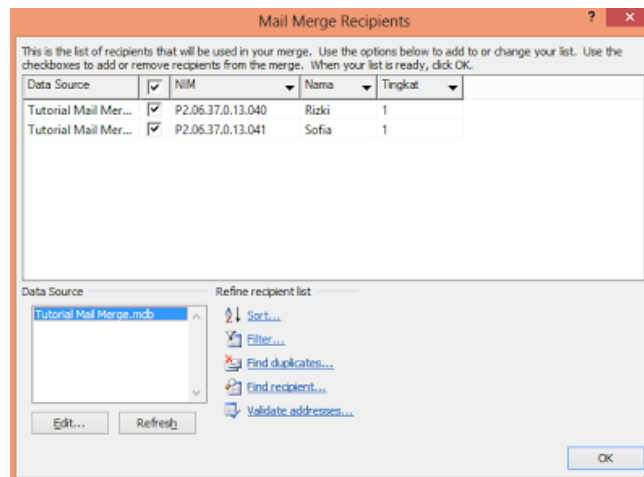 Mail Merge Recipients
? ×
This is the list of recipients that will be used in your merge. Use the options below to add to or change your list. Use the
checkboxes to add or remove recipients from the merge. When your list is ready, click OK.
Data Source NIM Nama Tingkat
Tutorial Mail Mer... P2.06.37.0.13.040 Rizki 1
Tutorial Mail Mer... P2.06.37.0.13.041 Sofia 1
Data Source
Tutorial Mail Merge.mdb
Edit... Refresh
Refine recipient list
Sort...
Filter...
Find duplicates...
Find recipient...
Validate addresses...
OK